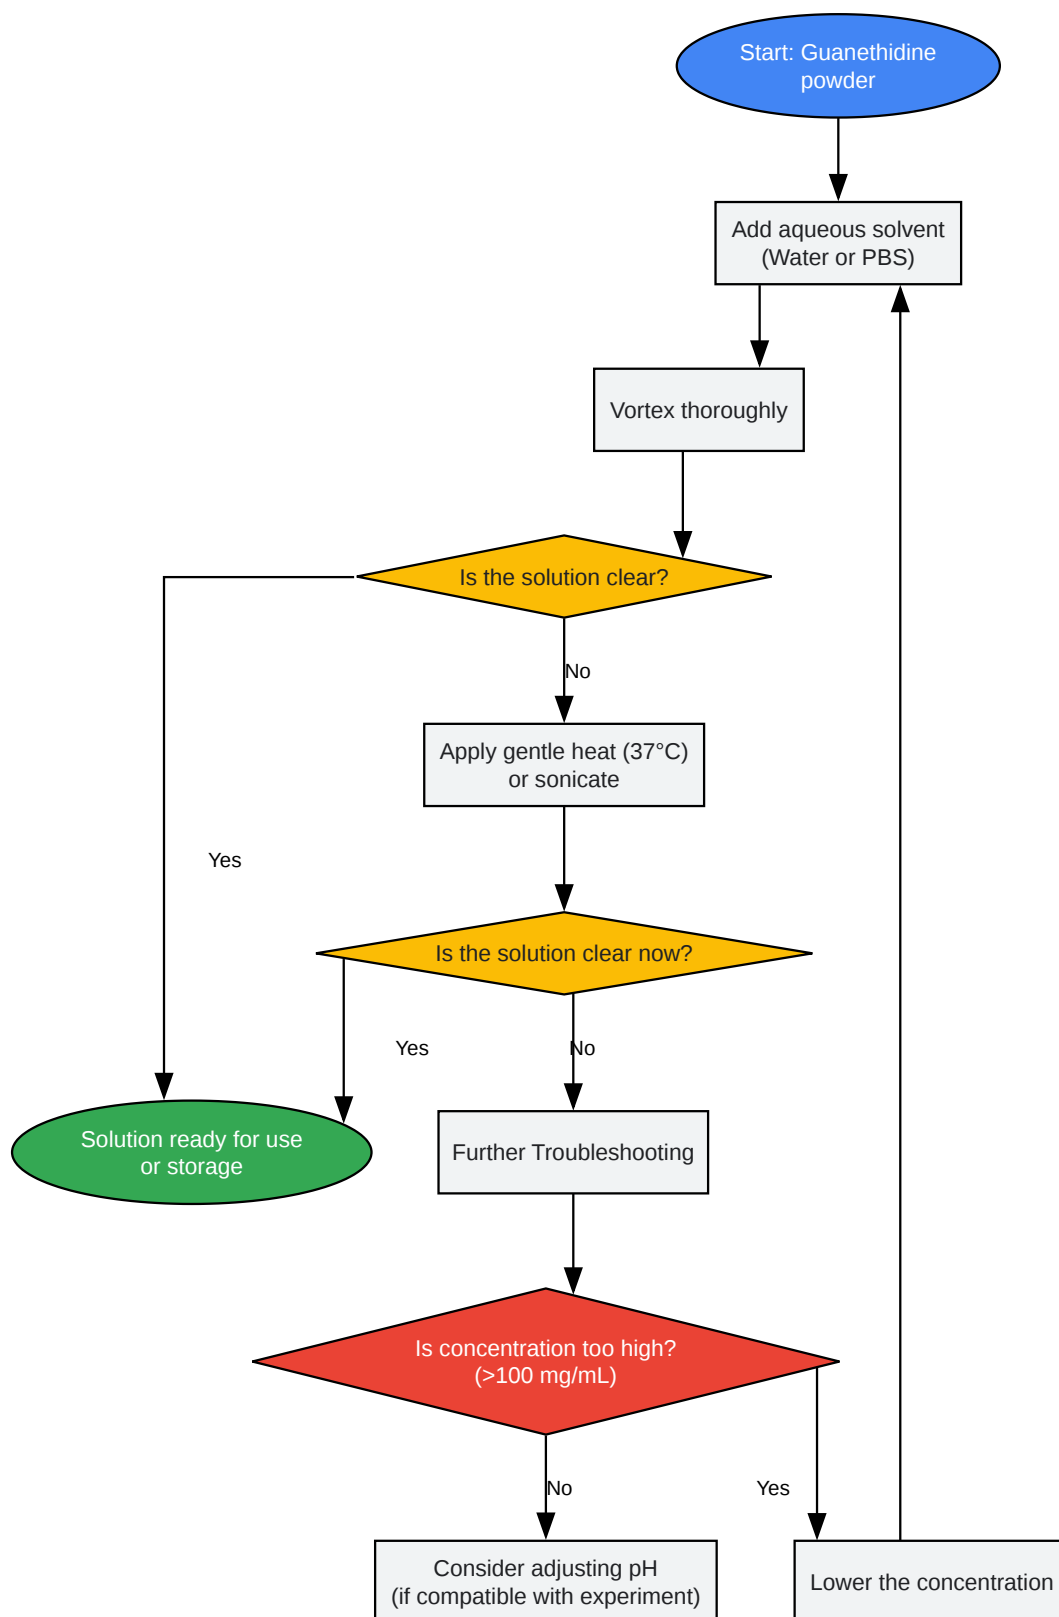 Start: Guanethidine
powder
Add aqueous solvent
(Water or PBS)
Vortex thoroughly
Is the solution clear?
No
Apply gentle heat (37°C)
or sonicate
Yes
Is the solution clear now?
Yes
No
Solution ready for use
or storage
Further Troubleshooting
Is concentration too high?
(>100 mg/mL)
No
Yes
Consider adjusting pH
(if compatible with experiment)
Lower the concentration